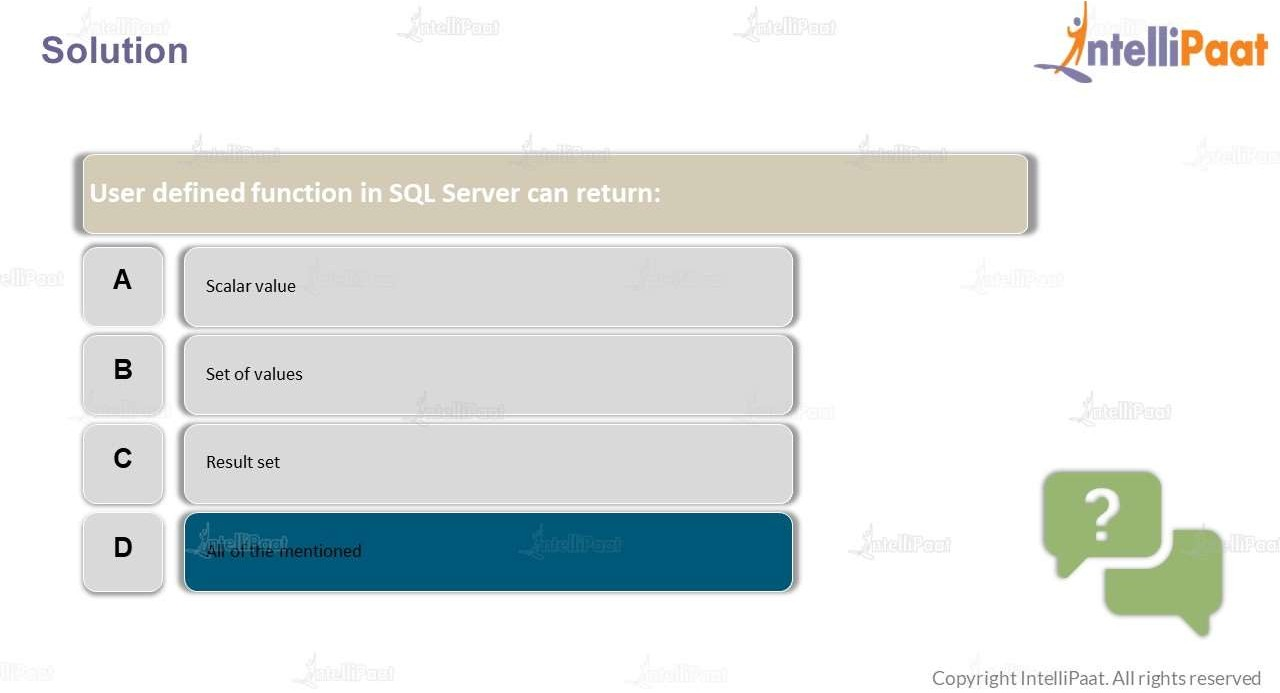 Solution
IntelliPaat
User defined function in SQL Server can return:
A
Scalar value
B
Set of values
C
Result set
D
All of the mentioned
?
Copyright IntelliPaat. All rights reserved